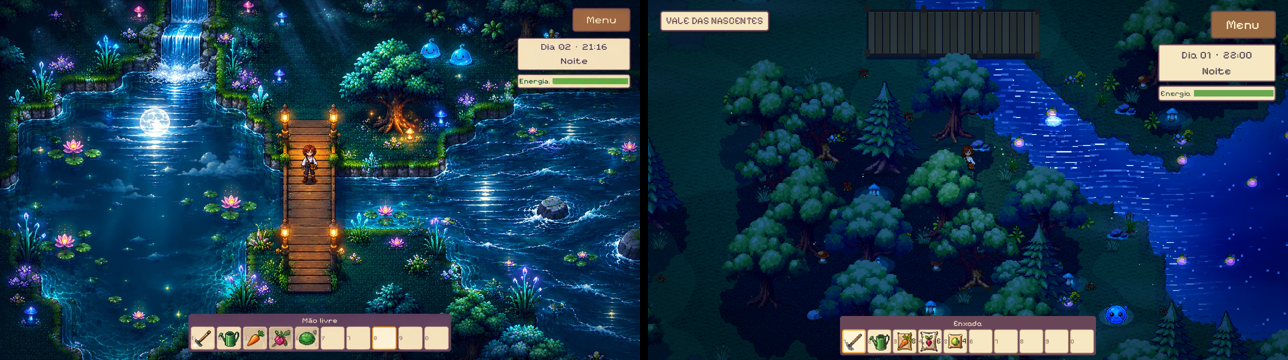 Menu
Dia 02 · 21:16
Noite
Energia
Mão livre
VALE DAS NASCENTES
Menu
Dia 01 · 22:00
Noite
Energia
Enxada